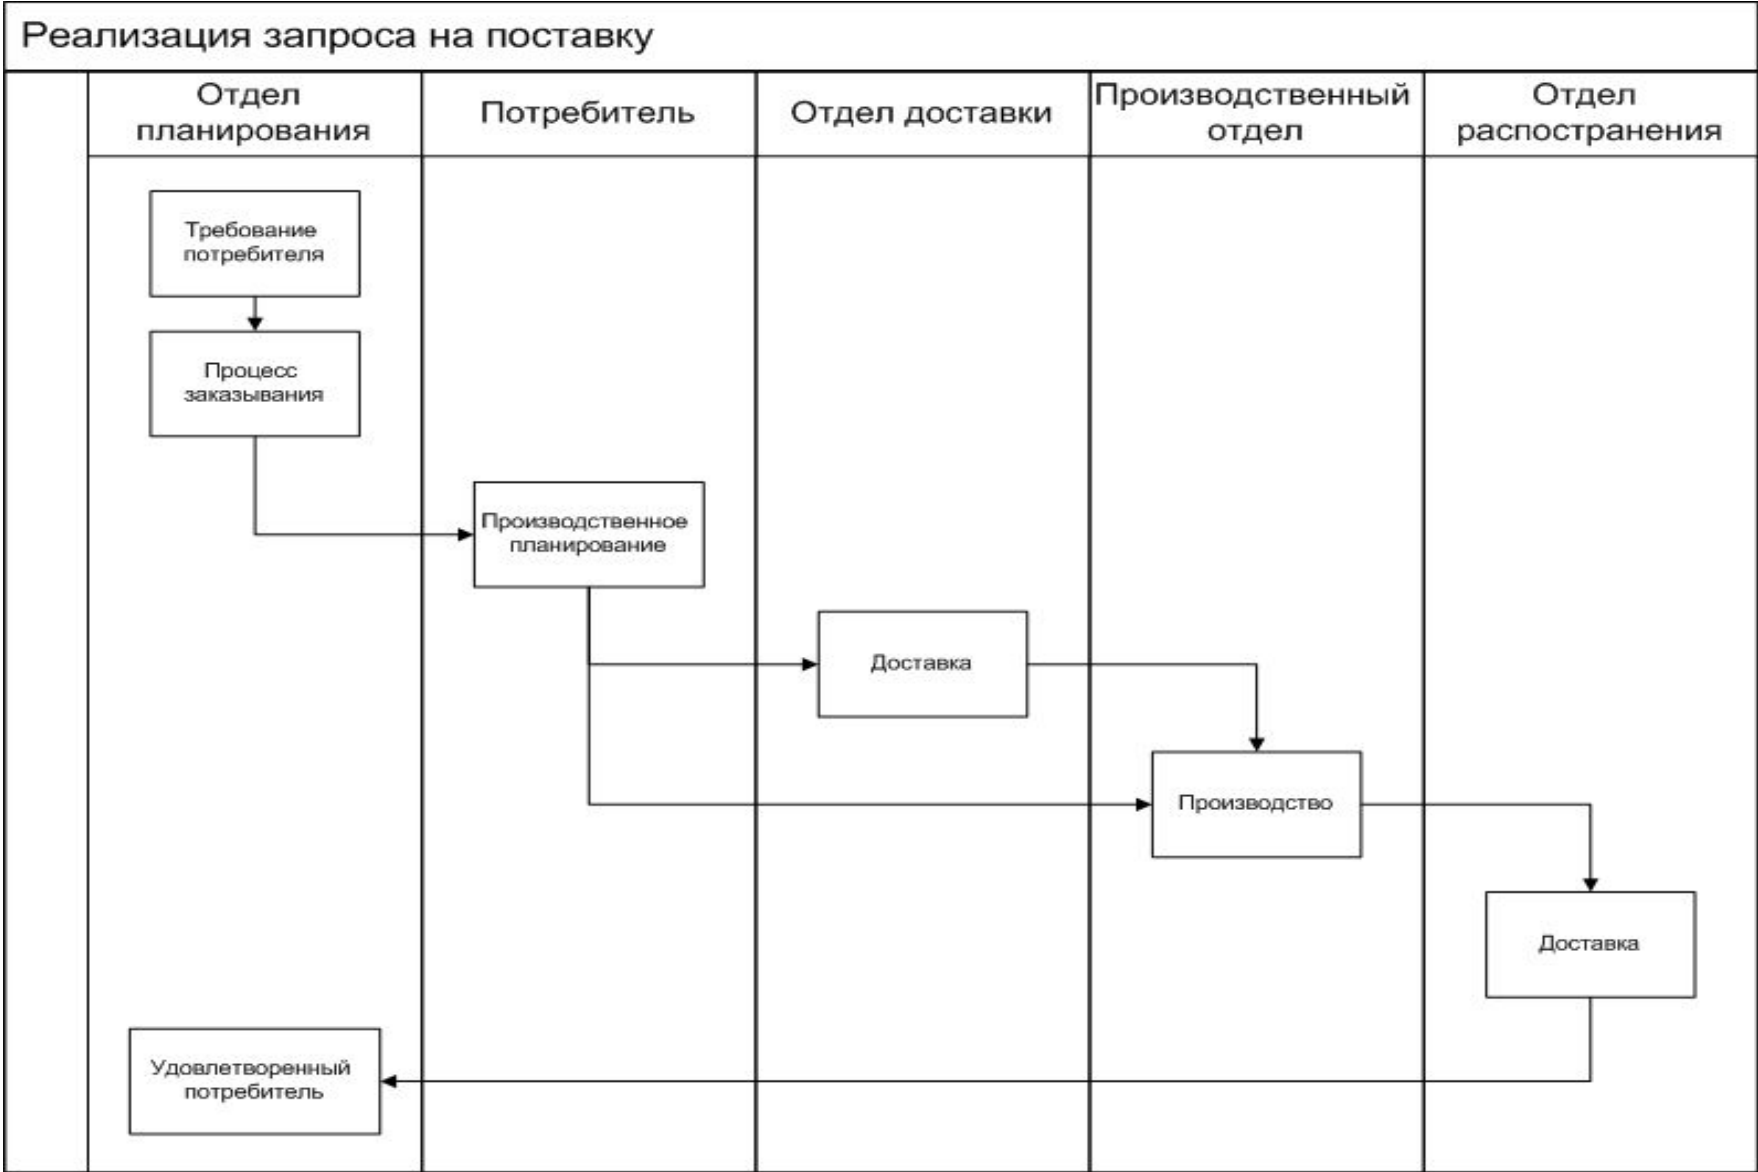 Реализация запроса на поставку
Отдел
планирования
Потребитель
Отдел доставки
Производственный
отдел
Отдел
распостранения
Требование
потребителя
Процесс
заказывания
Производственное
планирование
Доставка
Производство
Доставка
Удовлетворенный
потребитель